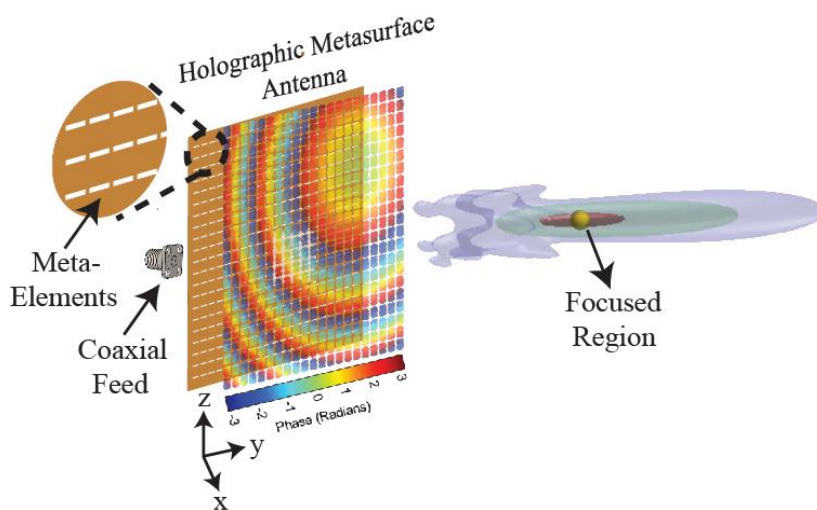 Holographic Metasurface
Antenna
Meta-
Elements
Coaxial
Feed
Focused
Region
-3 -2 -1 0 1 2 3
Phase (Radians)
z
y
x